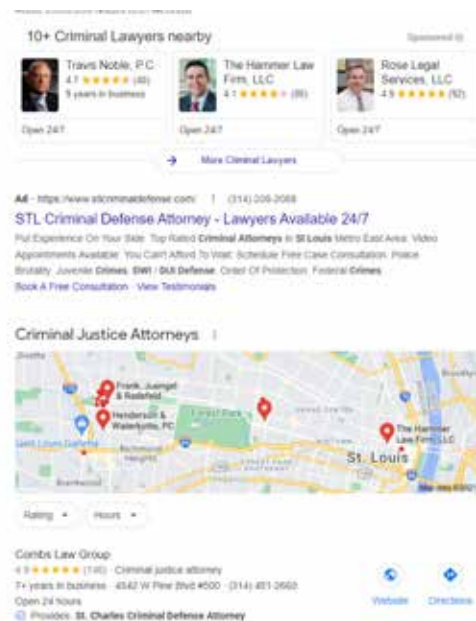 10+ Criminal Lawyers nearby
Sponsored
Travis Noble, P.C.
4.7 ★★★★★ (48)
9 years in business
Open 24/7
The Hammer Law
Firm, LLC
4.1 ★★★★
Open 24/7
Rose Legal
Services, LLC
4.9 ★★★★★ (92)
Open 24/7
→ More Criminal Lawyers
Ad · https://www.stlcriminaldefense.com/
STL Criminal Defense Attorney - Lawyers Available 24/7
Put Experience On Your Side. Top Rated Criminal Attorneys In St Louis Metro East Area. Video
Appointments Available. You Can't Afford To Wait. Schedule Free Case Consultation. Police
Brutality. Juvenile Crimes. DWI / DUI Defense. Order Of Protection. Federal Crimes.
Book A Free Consultation · View Testimonials
Criminal Justice Attorneys
Frank, Juengel
& Radefeld
Henderson &
Waterkotte, PC
Saint Louis Galleria
Richmond
Heights
Brentwood
Forest Park
The Hammer
Law Firm, LLC
St. Louis
Rating
Hours
Combs Law Group
4.9 ★★★★★ · Criminal justice attorney
7+ years in business · 4542 W Pine Blvd #500
Open 24 hours
Provides: St. Charles Criminal Defense Attorney
Website
Directions